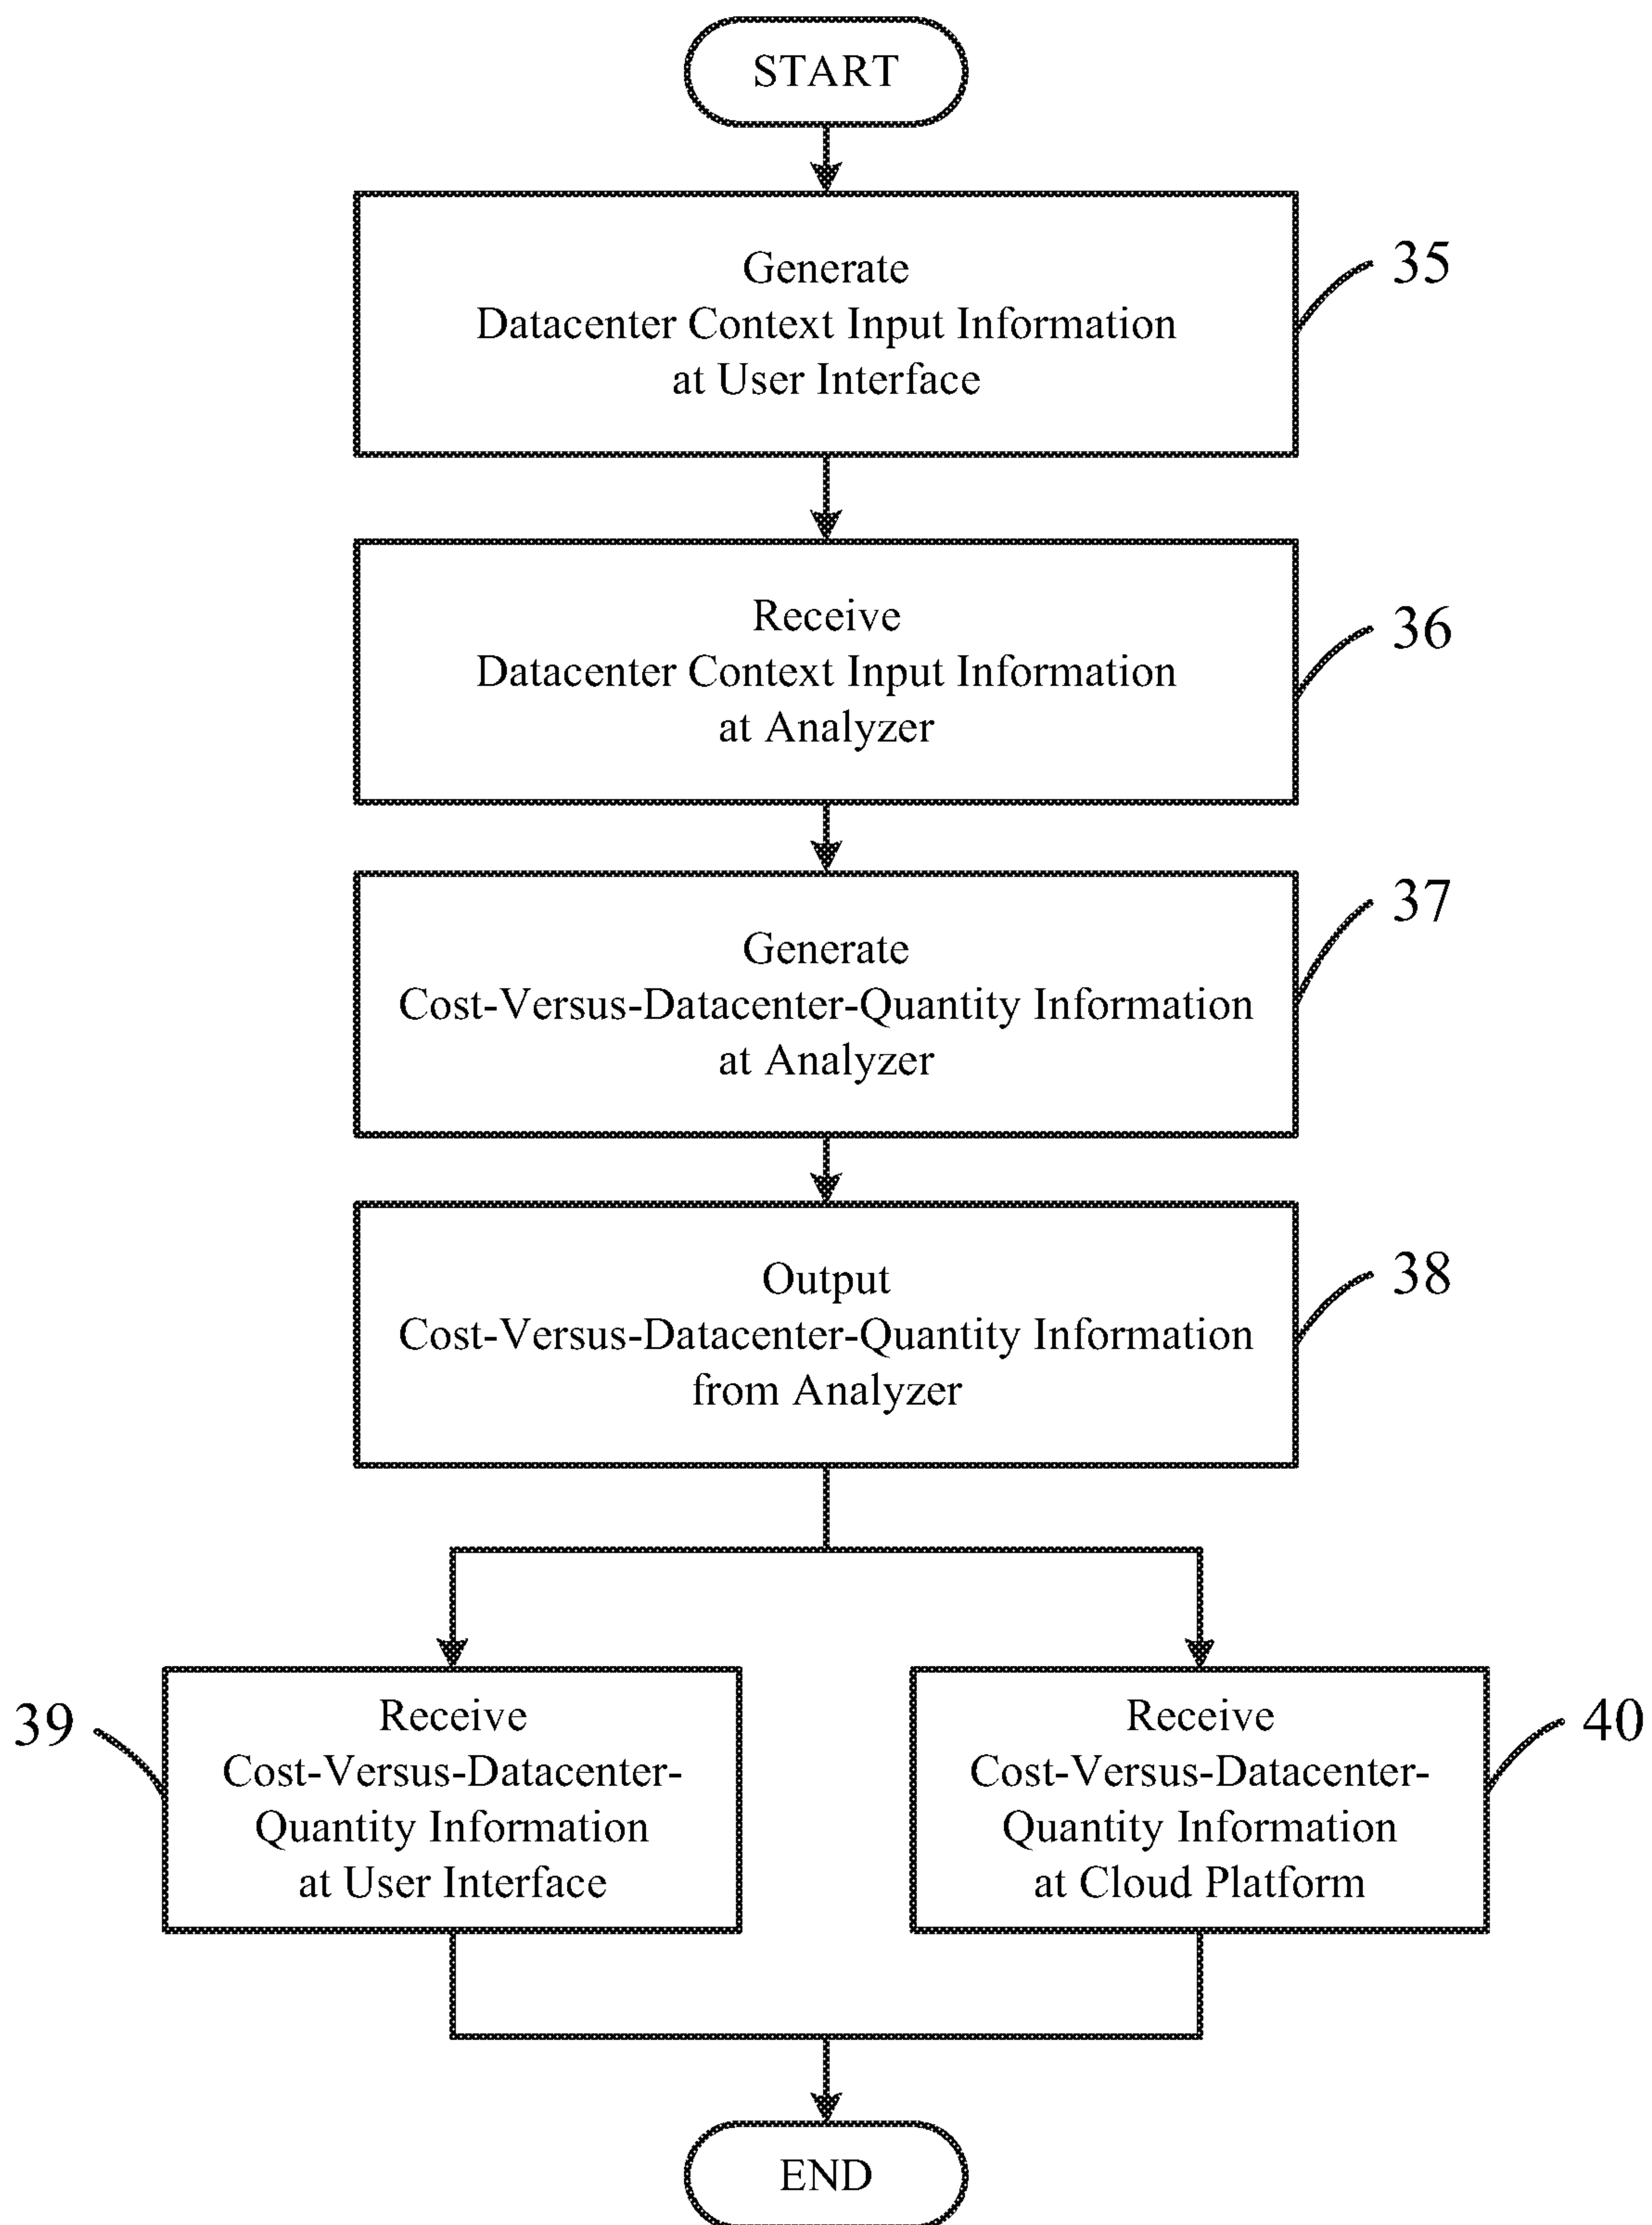 START
Generate
Datacenter Context Input Information
at User Interface
35
Receive
Datacenter Context Input Information
at Analyzer
36
Generate
Cost-Versus-Datacenter-Quantity Information
at Analyzer
37
Output
Cost-Versus-Datacenter-Quantity Information
from Analyzer
38
39
Receive
Cost-Versus-Datacenter-
Quantity Information
at User Interface
Receive
Cost-Versus-Datacenter-
Quantity Information
at Cloud Platform
40
END